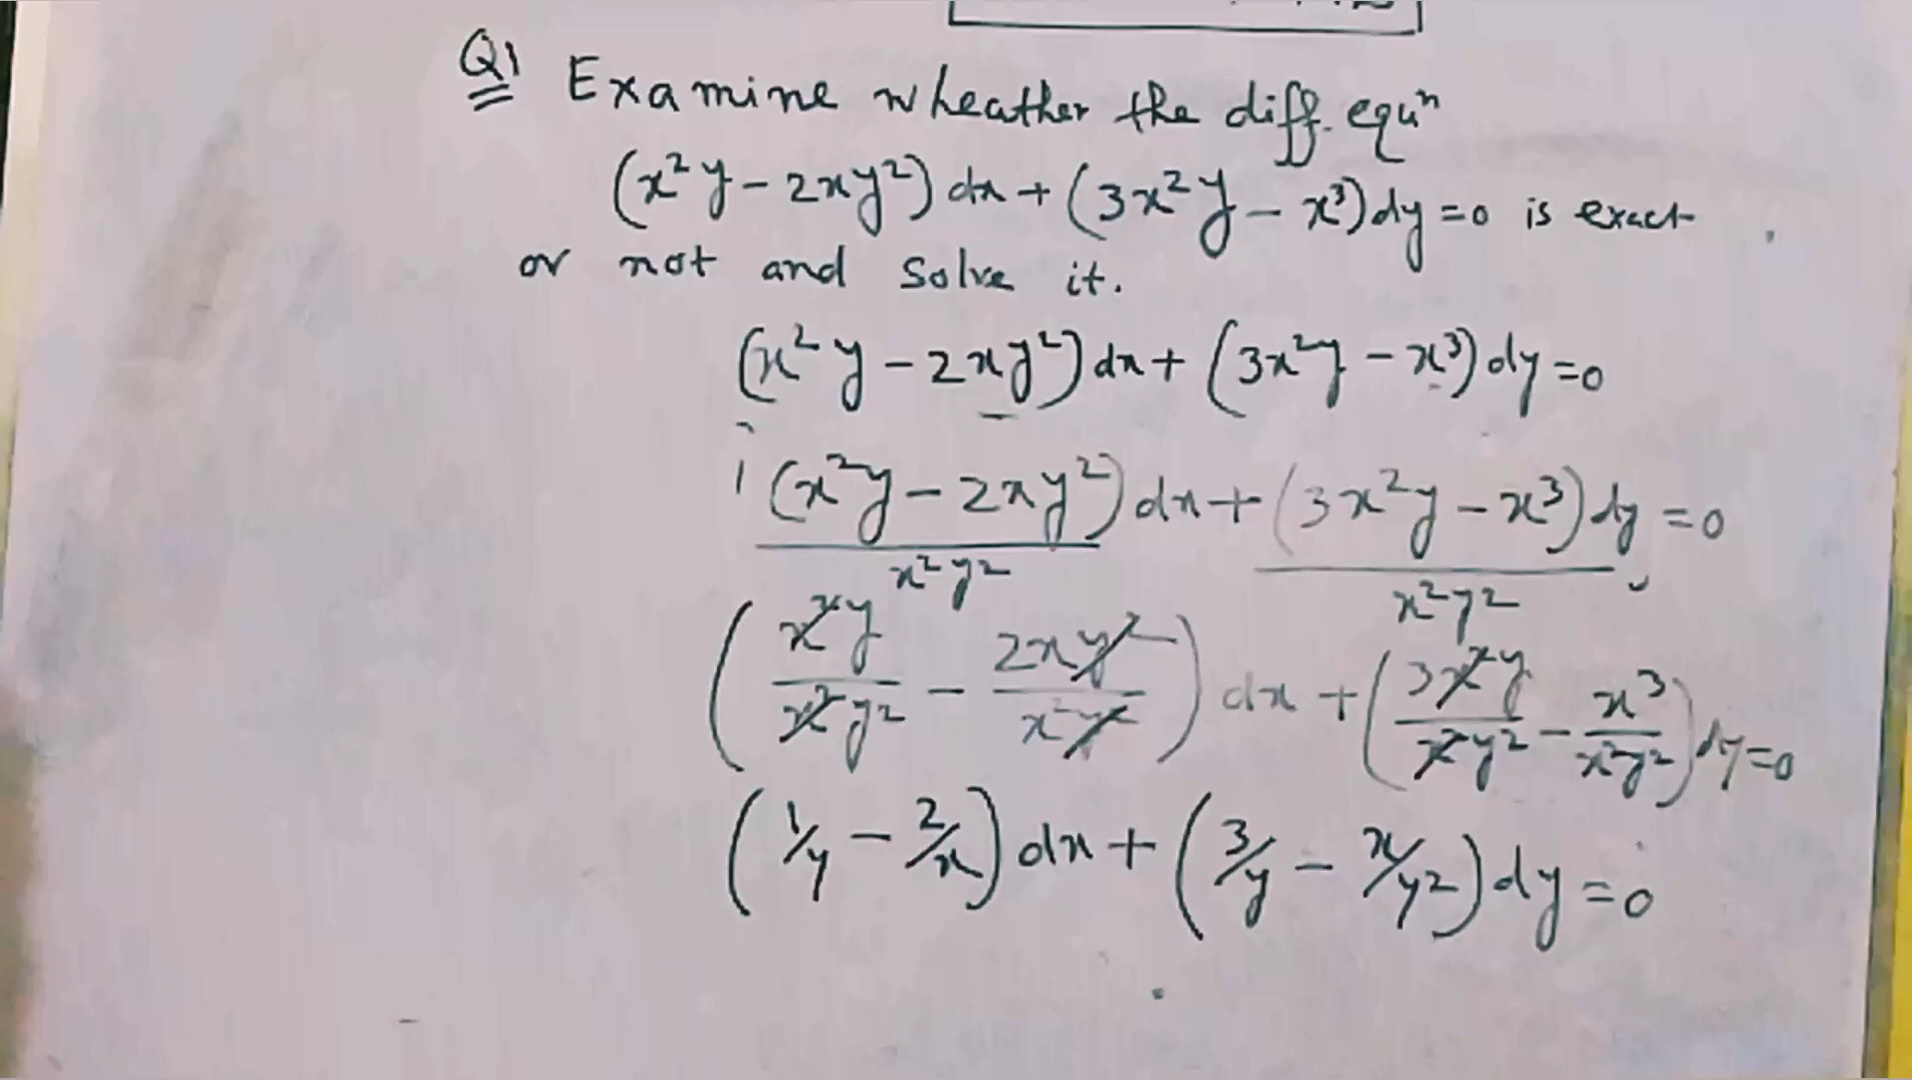 Q1 Examine wheather the diff. equⁿ
(x²y - 2xy²) dx + (3x²y - x³)dy = 0 is exact
or not and solve it.
(x²y - 2xy²) dx + (3x²y - x³) dy = 0
(x²y - 2xy²)/x²y² dx + (3x²y - x³)/x²y² dy = 0
(x²y/x²y² - 2xy²/x²y²) dx + (3x²y/x²y² - x³/x²y²) dy = 0
(1/y - 2/x) dx + (3/y - x/y²) dy = 0